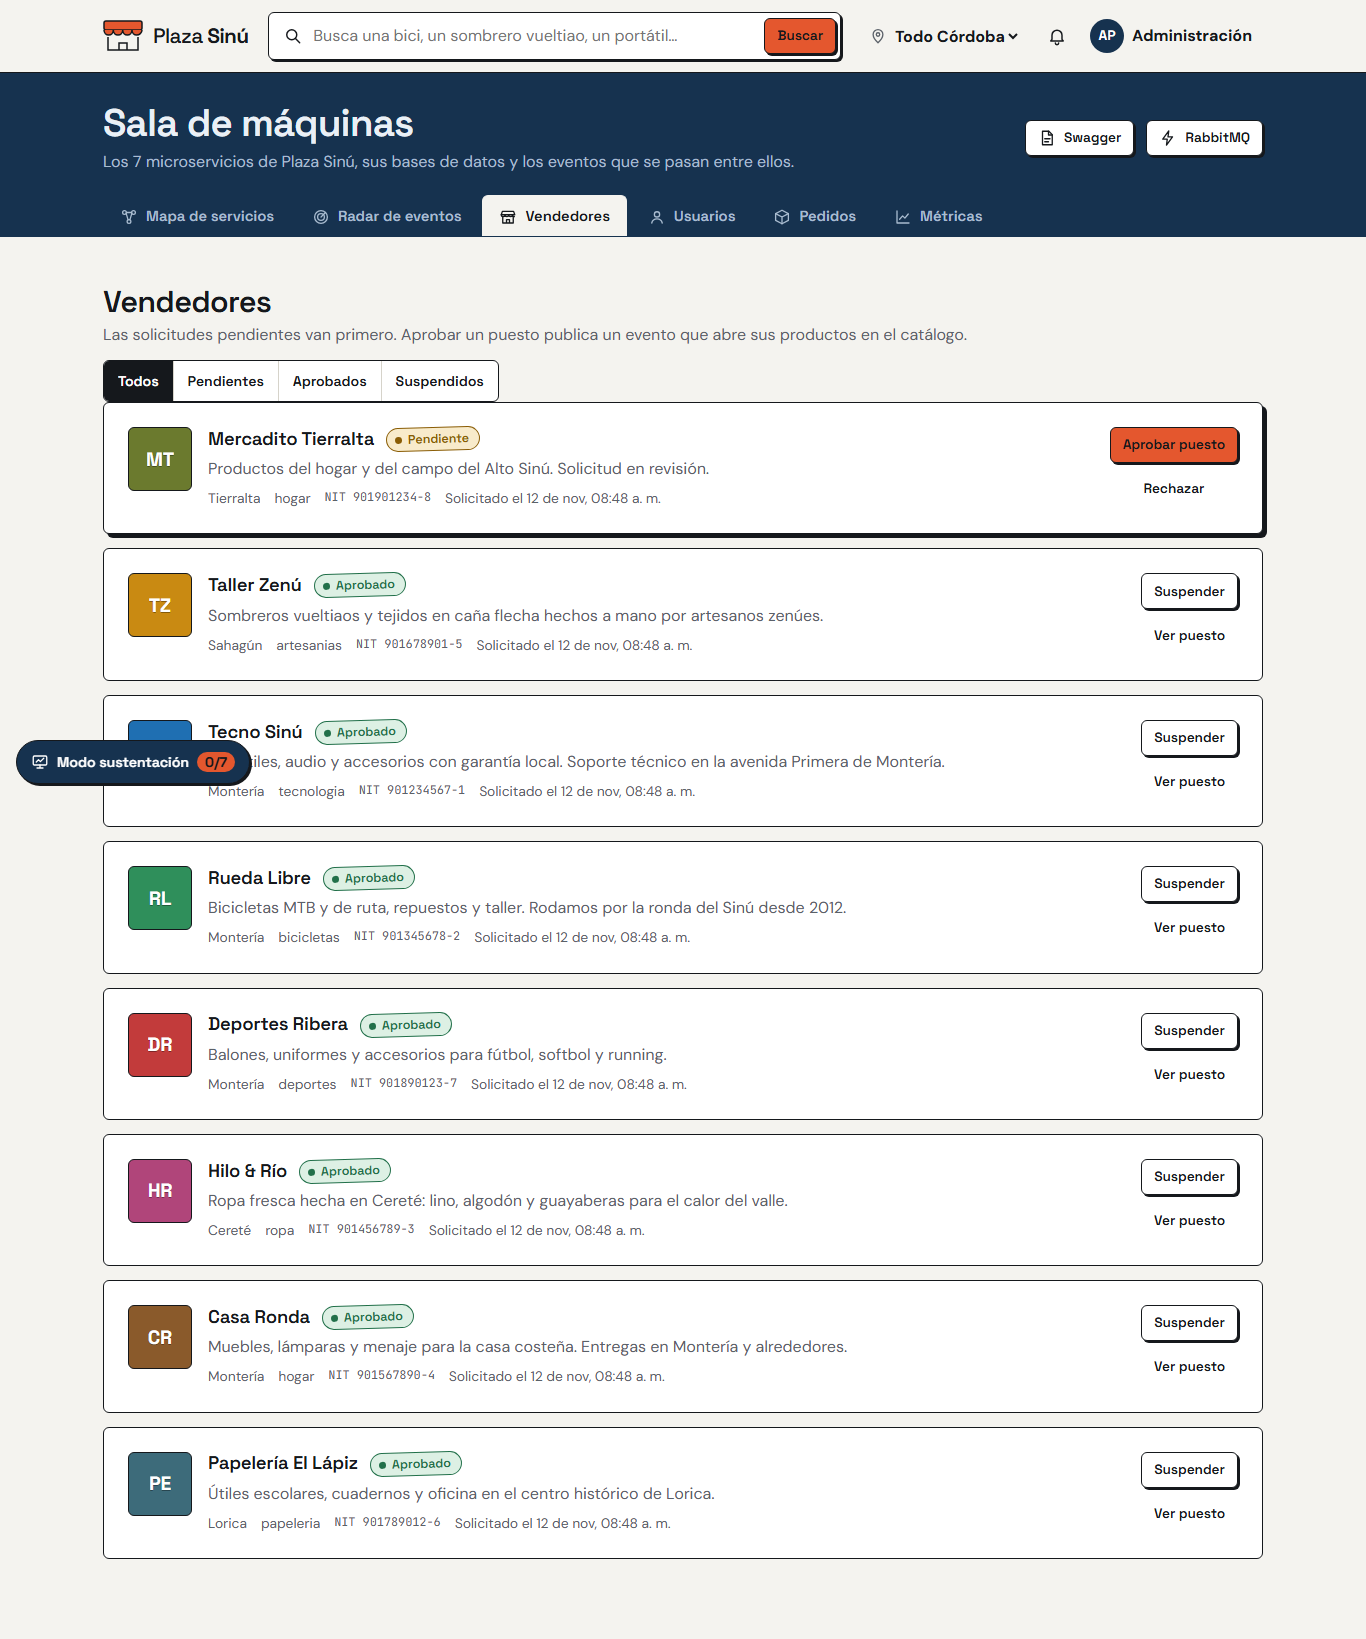 Plaza Sinú
Busca una bici, un sombrero vueltiao, un portátil...
Buscar
Todo Córdoba
AP
Administración
Sala de máquinas
Los 7 microservicios de Plaza Sinú, sus bases de datos y los eventos que se pasan entre ellos.
Swagger
RabbitMQ
Mapa de servicios
Radar de eventos
Vendedores
Usuarios
Pedidos
Métricas
Vendedores
Las solicitudes pendientes van primero. Aprobar un puesto publica un evento que abre sus productos en el catálogo.
Todos
Pendientes
Aprobados
Suspendidos
MT
Mercadito Tierralta
Pendiente
Productos del hogar y del campo del Alto Sinú. Solicitud en revisión.
Tierralta hogar NIT 901901234-8 Solicitado el 12 de nov, 08:48 a. m.
Aprobar puesto
Rechazar
TZ
Taller Zenú
Aprobado
Sombreros vueltiaos y tejidos en caña flecha hechos a mano por artesanos zenúes.
Sahagún artesanias NIT 901678901-5 Solicitado el 12 de nov, 08:48 a. m.
Suspender
Ver puesto
Tecno Sinú
Aprobado
Modo sustentación 0/7
audio y accesorios con garantía local. Soporte técnico en la avenida Primera de Montería.
Montería tecnologia NIT 901234567-1 Solicitado el 12 de nov, 08:48 a. m.
Suspender
Ver puesto
RL
Rueda Libre
Aprobado
Bicicletas MTB y de ruta, repuestos y taller. Rodamos por la ronda del Sinú desde 2012.
Montería bicicletas NIT 901345678-2 Solicitado el 12 de nov, 08:48 a. m.
Suspender
Ver puesto
DR
Deportes Ribera
Aprobado
Balones, uniformes y accesorios para fútbol, softbol y running.
Montería deportes NIT 901890123-7 Solicitado el 12 de nov, 08:48 a. m.
Suspender
Ver puesto
HR
Hilo & Río
Aprobado
Ropa fresca hecha en Cereté: lino, algodón y guayaberas para el calor del valle.
Cereté ropa NIT 901456789-3 Solicitado el 12 de nov, 08:48 a. m.
Suspender
Ver puesto
CR
Casa Ronda
Aprobado
Muebles, lámparas y menaje para la casa costeña. Entregas en Montería y alrededores.
Montería hogar NIT 901567890-4 Solicitado el 12 de nov, 08:48 a. m.
Suspender
Ver puesto
PE
Papelería El Lápiz
Aprobado
Útiles escolares, cuadernos y oficina en el centro histórico de Lorica.
Lorica papeleria NIT 901789012-6 Solicitado el 12 de nov, 08:48 a. m.
Suspender
Ver puesto